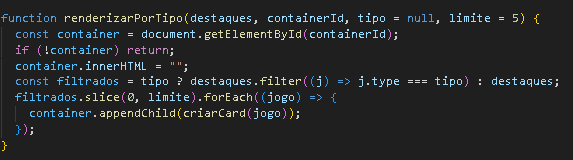 function renderizarPorTipo(destaques, containerId, tipo = null, limite = 5) {
  const container = document.getElementById(containerId);
  if (!container) return;
  container.innerHTML = "";
  const filtrados = tipo ? destaques.filter((j) => j.type === tipo) : destaques;
  filtrados.slice(0, limite).forEach((jogo) => {
    container.appendChild(criarCard(jogo));
  });
}